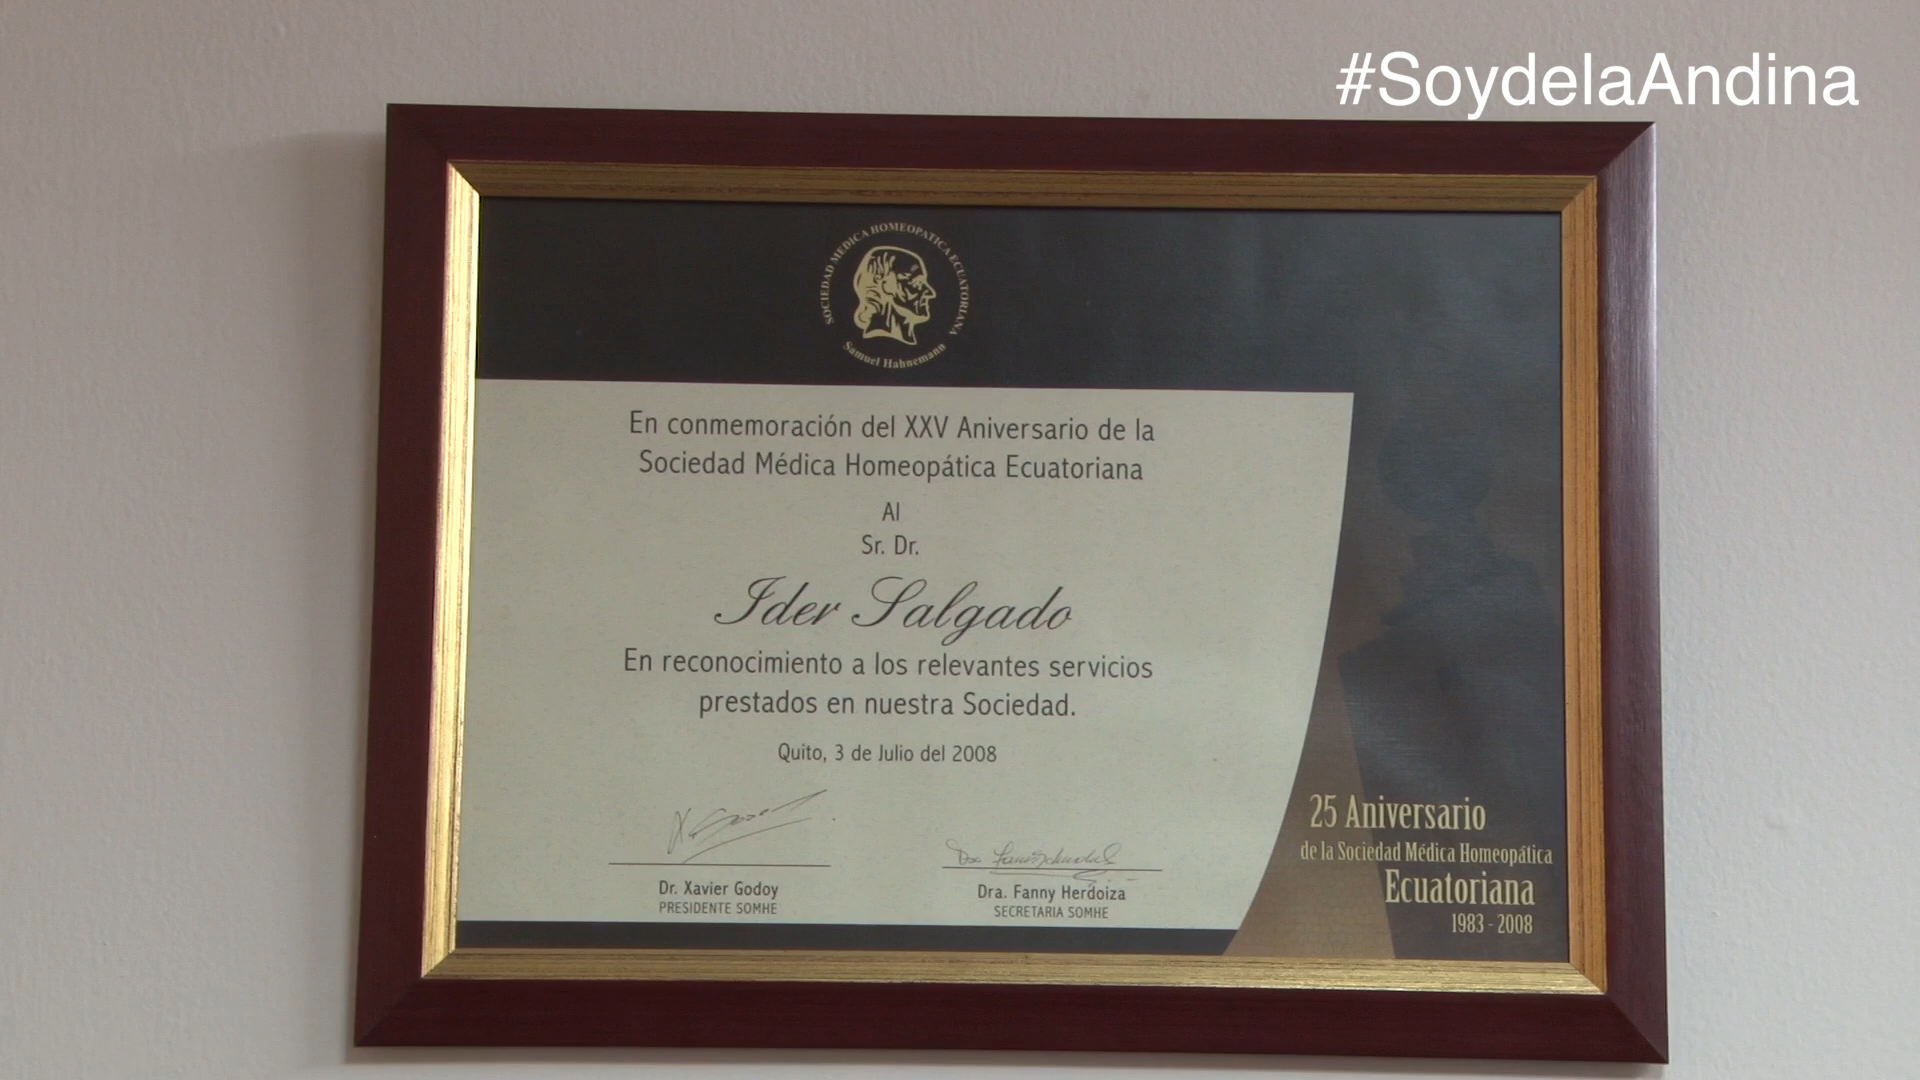 #SoydelaAndina
SOCIEDAD MEDICA HOMEOPATICA ECUATORIANA
Samuel Hahnemann
En conmemoración del XXV Aniversario de la
Sociedad Médica Homeopática Ecuatoriana
Al
Sr. Dr.
Ider Salgado
En reconocimiento a los relevantes servicios
prestados en nuestra Sociedad.
Quito, 3 de Julio del 2008
Dr. Xavier Godoy
PRESIDENTE SOMHE
Dra. Fanny Herdoiza
SECRETARIA SOMHE
25 Aniversario
de la Sociedad Médica Homeopática
Ecuatoriana
1983 - 2008